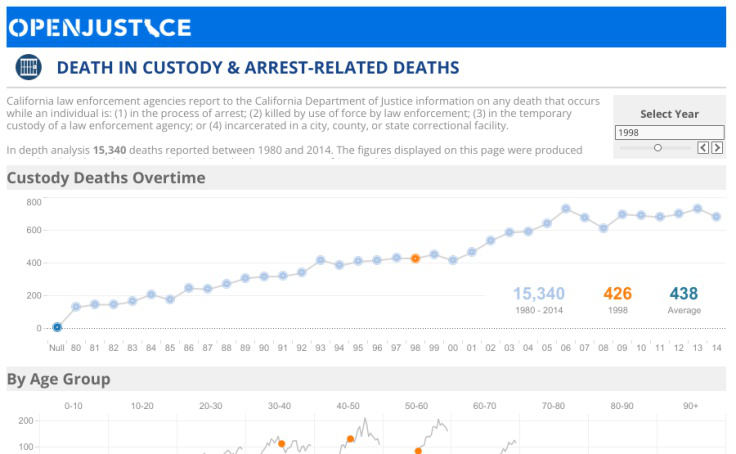 OPENJUSTICE
DEATH IN CUSTODY & ARREST-RELATED DEATHS
California law enforcement agencies report to the California Department of Justice information on any death that occurs
while an individual is: (1) in the process of arrest; (2) killed by use of force by law enforcement; (3) in the temporary
custody of a law enforcement agency; or (4) incarcerated in a city, county, or state correctional facility.
In depth analysis 15,340 deaths reported between 1980 and 2014. The figures displayed on this page were produced
Select Year
1998
Custody Deaths Overtime
800
600
400
200
0
15,340 426 438
1980 - 2014 1998 Average
Null 80 81 82 83 84 85 86 87 88 89 90 91 92 93 94 95 96 97 98 99 00 01 02 03 04 05 06 07 08 09 10 11 12 13 14
By Age Group
0-10 10-20 20-30 30-40 40-50 50-60 60-70 70-80 80-90 90+
200
100